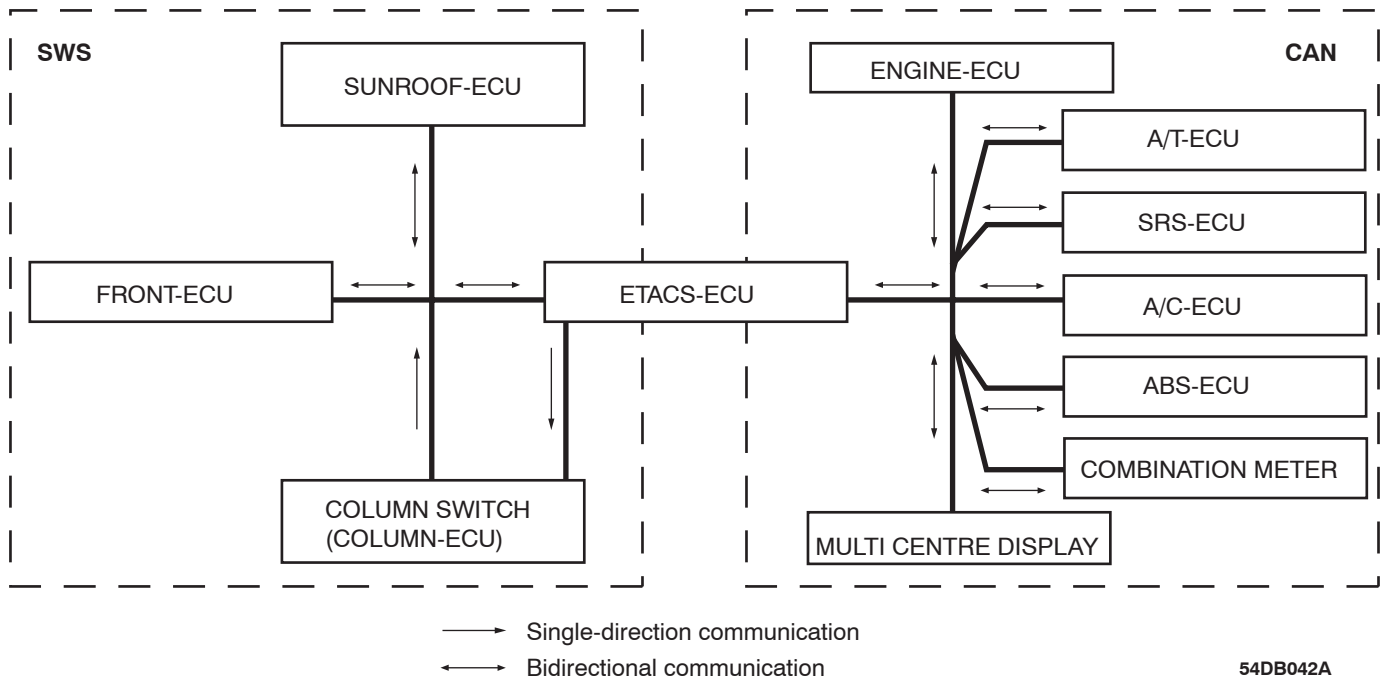 SWS
SUNROOF-ECU
FRONT-ECU
ETACS-ECU
COLUMN SWITCH
(COLUMN-ECU)
CAN
ENGINE-ECU
A/T-ECU
SRS-ECU
A/C-ECU
ABS-ECU
COMBINATION METER
MULTI CENTRE DISPLAY
Single-direction communication
Bidirectional communication
54DB042A